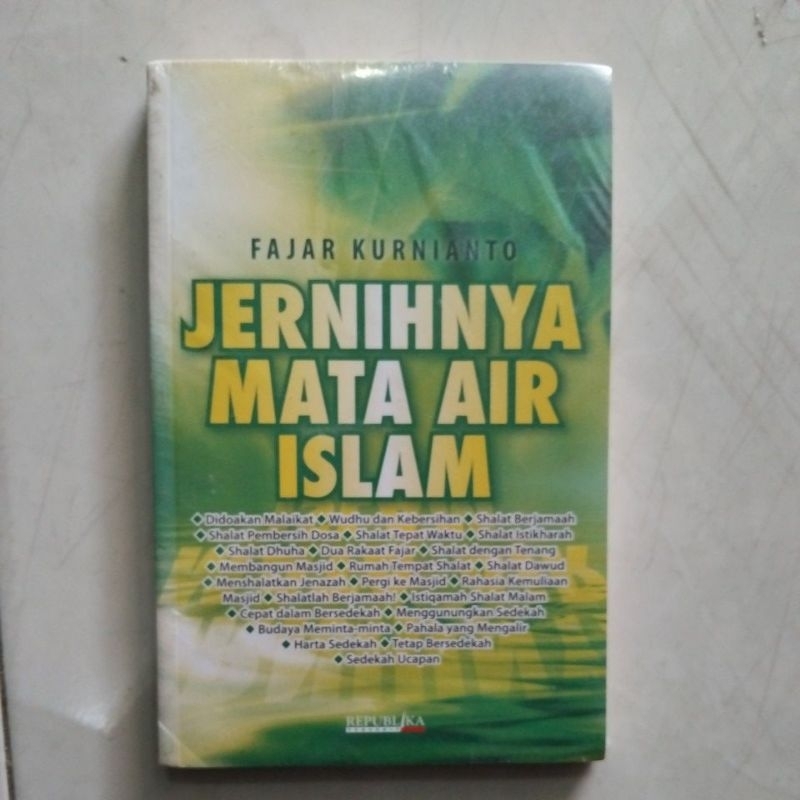 FAJAR KURNIANTO
JERNIHNYA
MATA AIR
ISLAM
◆ Didoakan Malaikat ◆ Wudhu dan Kebersihan ◆ Shalat Berjamaah
◆ Shalat Pembersih Dosa ◆ Shalat Tepat Waktu ◆ Shalat Istikharah
◆ Shalat Dhuha ◆ Dua Rakaat Fajar ◆ Shalat dengan Tenang
◆ Membangun Masjid ◆ Rumah Tempat Shalat ◆ Shalat Dawud
◆ Menshalatkan Jenazah ◆ Pergi ke Masjid ◆ Rahasia Kemuliaan
Masjid ◆ Shalatlah Berjamaah! ◆ Istiqamah Shalat Malam
◆ Cepat dalam Bersedekah ◆ Menggunungkan Sedekah
◆ Budaya Meminta-minta ◆ Pahala yang Mengalir
◆ Harta Sedekah ◆ Tetap Bersedekah
◆ Sedekah Ucapan
REPUBLIKA